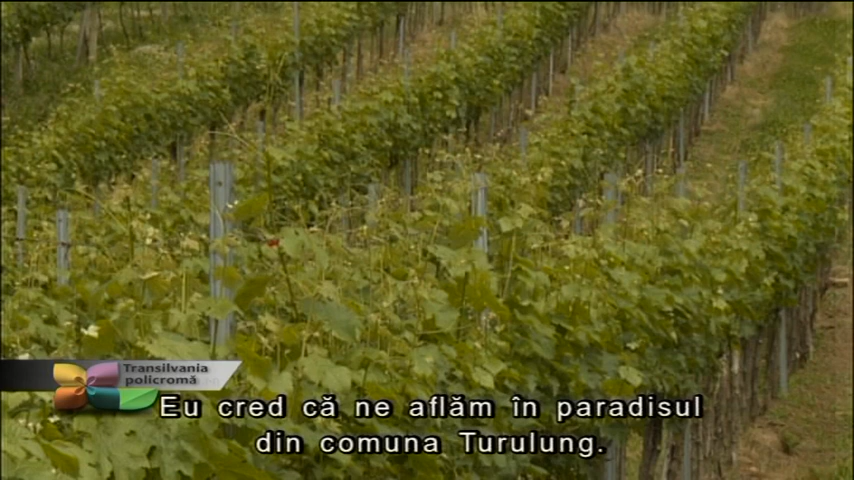 Transilvania
policromă
Eu cred că ne aflăm în paradisul
din comuna Turulung.